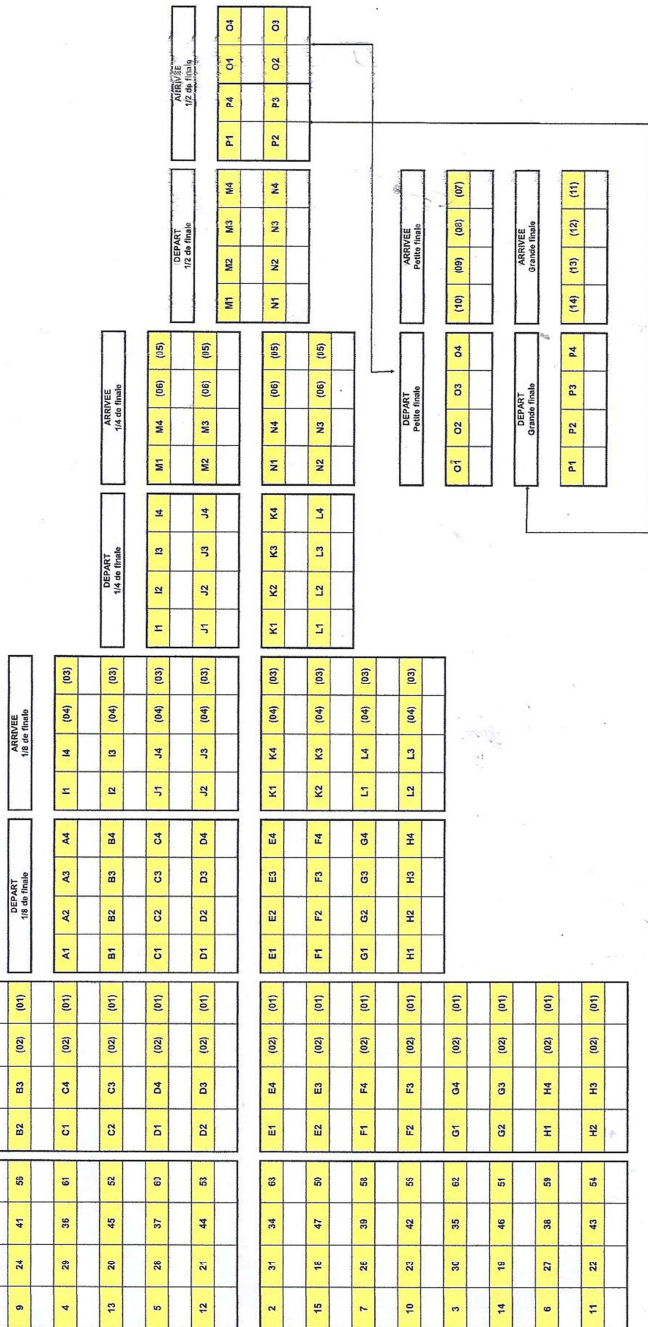 DEPART ARRIVEE
1/8 de finale 1/8 de finale
9 24 41 56 B2 B3 (02) (01)
4 29 36 61 C1 C4 (02) (01) A1 A2 A3 A4 I1 I4 (04) (03)
DEPART ARRIVEE
1/4 de finale 1/4 de finale
13 20 45 52 C2 C3 (02) (01) B1 B2 B3 B4 I2 I3 (04) (03)
5 28 37 60 D1 D4 (02) (01) C1 C2 C3 C4 J1 J4 (04) (03) I1 I2 I3 I4 M1 M4 (06) (05)
DEPART ARRIVEE
1/2 de finale 1/2 de finale
12 21 44 53 D2 D3 (02) (01) D1 D2 D3 D4 J2 J3 (04) (03) J1 J2 J3 J4 M2 M3 (06) (05)
M1 M2 M3 M4 P1 P4 O1 O4
2 31 34 63 E1 E4 (02) (01) E1 E2 E3 E4 K1 K4 (04) (03) K1 K2 K3 K4 N1 N4 (06) (05) N1 N2 N3 N4 P2 P3 O2 O3
15 18 47 50 E2 E3 (02) (01) F1 F2 F3 F4 K2 K3 (04) (03) L1 L2 L3 L4 N2 N3 (06) (05)
7 26 39 58 F1 F4 (02) (01) G1 G2 G3 G4 L1 L4 (04) (03)
10 23 42 55 F2 F3 (02) (01) H1 H2 H3 H4 L2 L3 (04) (03)
DEPART ARRIVEE
Petite finale Petite finale
3 30 35 62 G1 G4 (02) (01) O1 O2 O3 O4 (10) (09) (08) (07)
14 19 46 51 G2 G3 (02) (01)
DEPART ARRIVEE
Grande finale Grande finale
6 27 38 59 H1 H4 (02) (01)
P1 P2 P3 P4 (14) (13) (12) (11)
11 22 43 54 H2 H3 (02) (01)